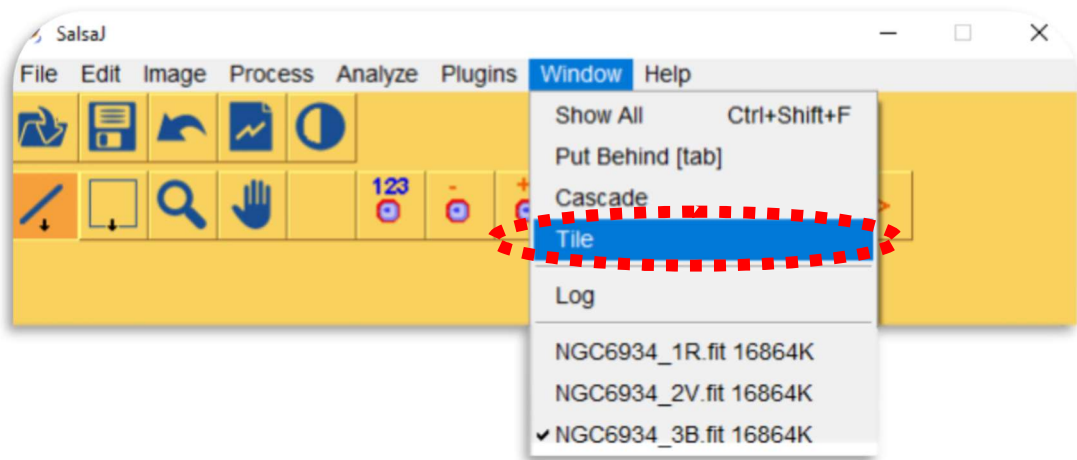 SalsaJ
File Edit Image Process Analyze Plugins Window Help
Show All Ctrl+Shift+F
Put Behind [tab]
123 - +
Cascade
Tile
Log
NGC6934_1R.fit 16864K
NGC6934_2V.fit 16864K
NGC6934_3B.fit 16864K